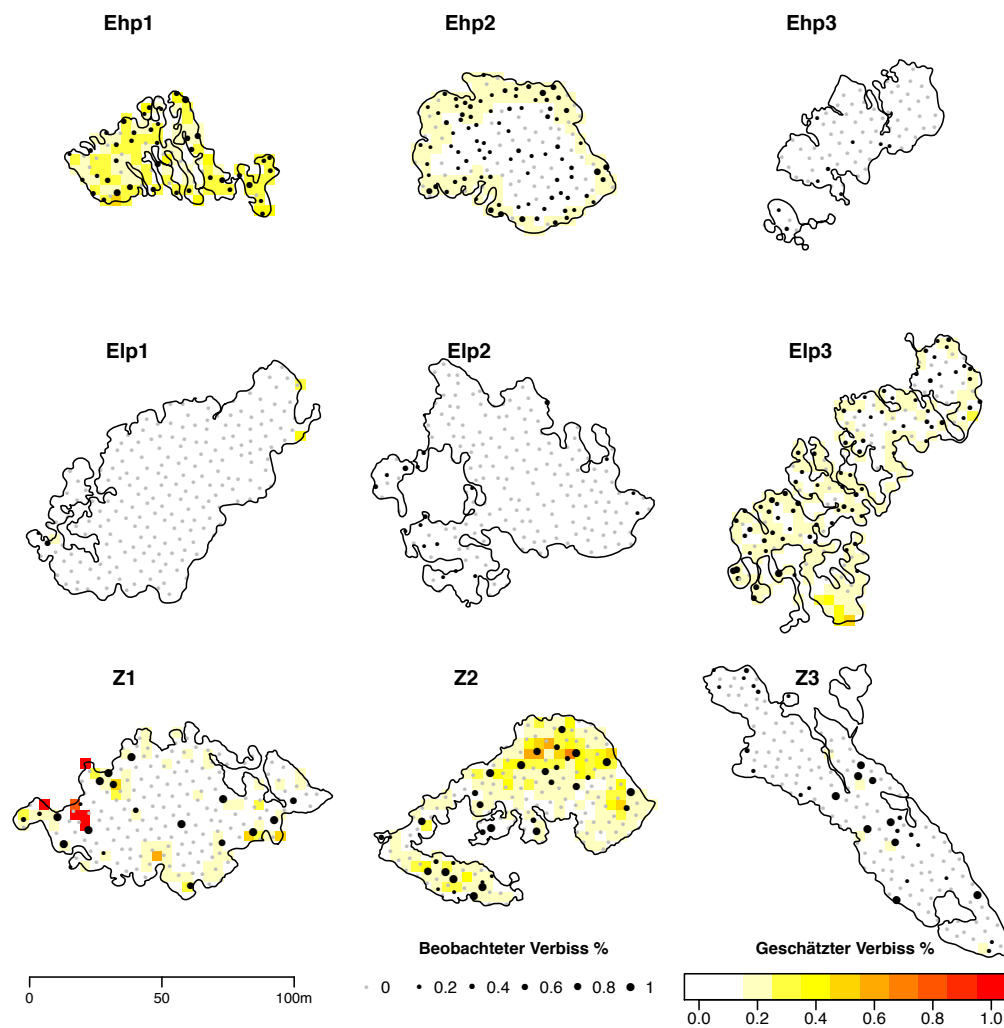 Ehp1 Ehp2 Ehp3
Elp1 Elp2 Elp3
Z1 Z2 Z3
Beobachteter Verbiss % Geschätzter Verbiss %
0 0.2 0.4 0.6 0.8 1
0 50 100m
0.0 0.2 0.4 0.6 0.8 1.0